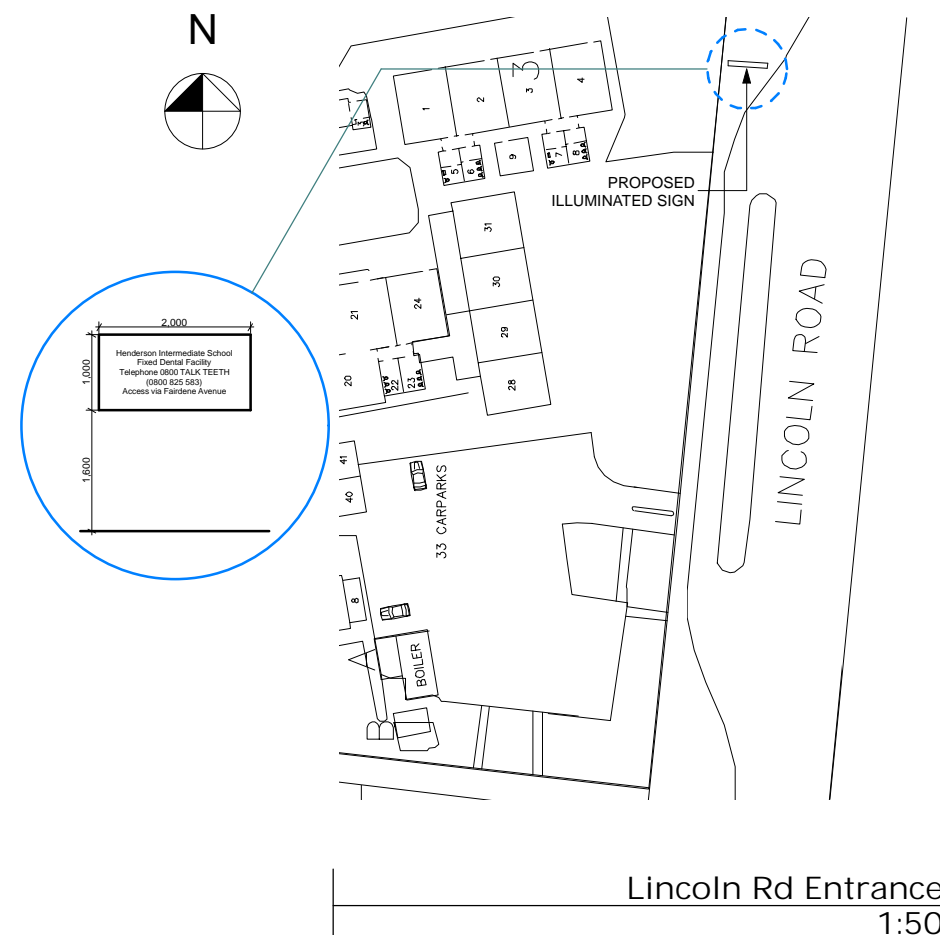 N
1
2
3
3
4
5
6
9
7
8
PROPOSED
ILLUMINATED SIGN
31
30
29
28
21
24
20
22
23
LINCOLN ROAD
2,000
1,000
1,600
Henderson Intermediate School
Fixed Dental Facility
Telephone 0800 TALK TEETH
(0800 825 583)
Access via Fairdene Avenue
41
40
33 CARPARKS
8
A
BOILER
B
Lincoln Rd Entrance
1:50